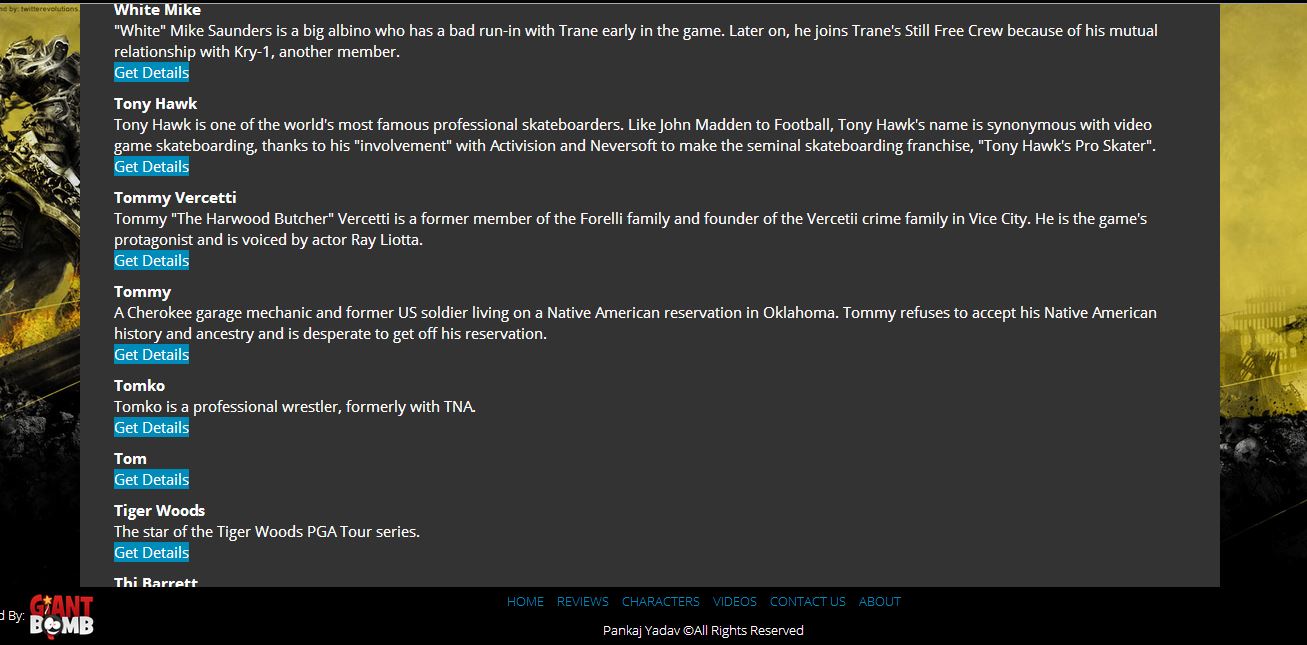 nd by: twitterevolutions.
White Mike
"White" Mike Saunders is a big albino who has a bad run-in with Trane early in the game. Later on, he joins Trane's Still Free Crew because of his mutual
relationship with Kry-1, another member.
Get Details
Tony Hawk
Tony Hawk is one of the world's most famous professional skateboarders. Like John Madden to Football, Tony Hawk's name is synonymous with video
game skateboarding, thanks to his "involvement" with Activision and Neversoft to make the seminal skateboarding franchise, "Tony Hawk's Pro Skater".
Get Details
Tommy Vercetti
Tommy "The Harwood Butcher" Vercetti is a former member of the Forelli family and founder of the Vercetii crime family in Vice City. He is the game's
protagonist and is voiced by actor Ray Liotta.
Get Details
Tommy
A Cherokee garage mechanic and former US soldier living on a Native American reservation in Oklahoma. Tommy refuses to accept his Native American
history and ancestry and is desperate to get off his reservation.
Get Details
Tomko
Tomko is a professional wrestler, formerly with TNA.
Get Details
Tom
Get Details
Tiger Woods
The star of the Tiger Woods PGA Tour series.
Get Details
Thi Barrett
d By:
GIANT
BOMB
HOME REVIEWS CHARACTERS VIDEOS CONTACT US ABOUT
Pankaj Yadav ©All Rights Reserved